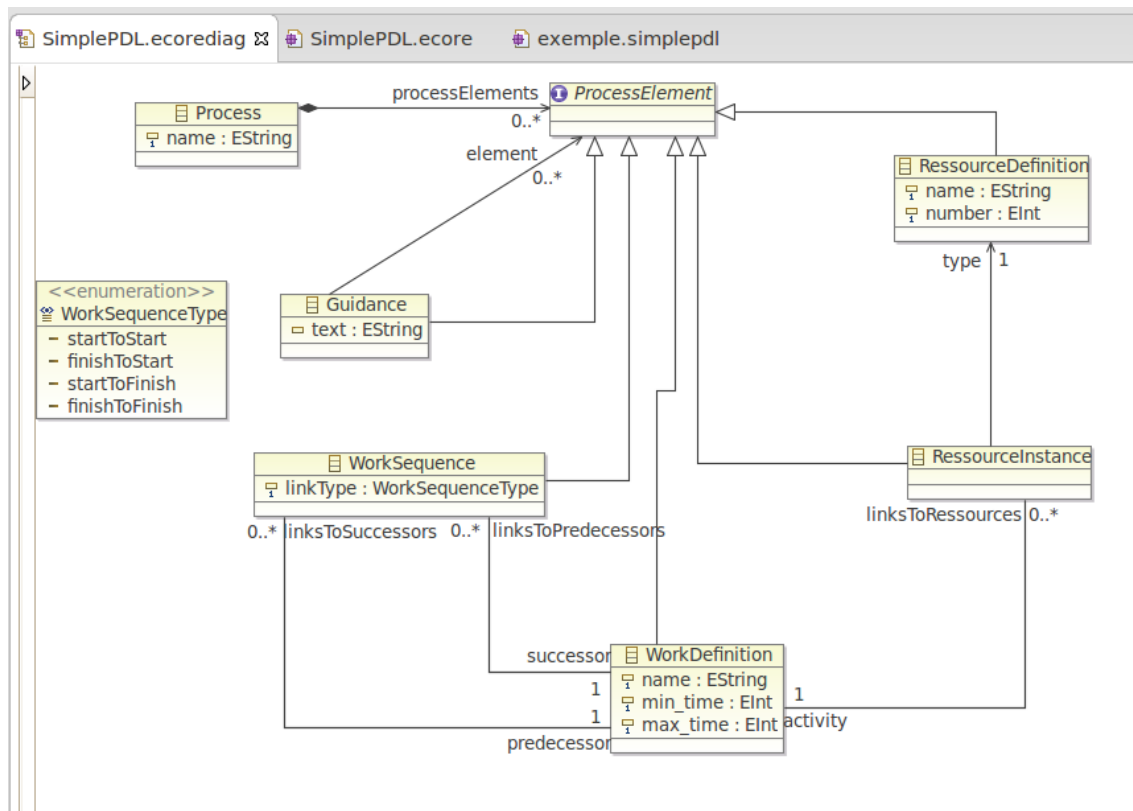 SimplePDL.ecorediag
SimplePDL.ecore
exemple.simplepdl
processElements
0..*
ProcessElement
Process
name : EString
element
0..*
RessourceDefinition
name : EString
number : EInt
type 1
<<enumeration>>
WorkSequenceType
startToStart
finishToStart
startToFinish
finishToFinish
Guidance
text : EString
WorkSequence
linkType : WorkSequenceType
0..* linksToSuccessors
0..* linksToPredecessors
RessourceInstance
linksToRessources 0..*
successor
1
1
predecessor
WorkDefinition
name : EString
min_time : EInt
max_time : EInt
1
activity